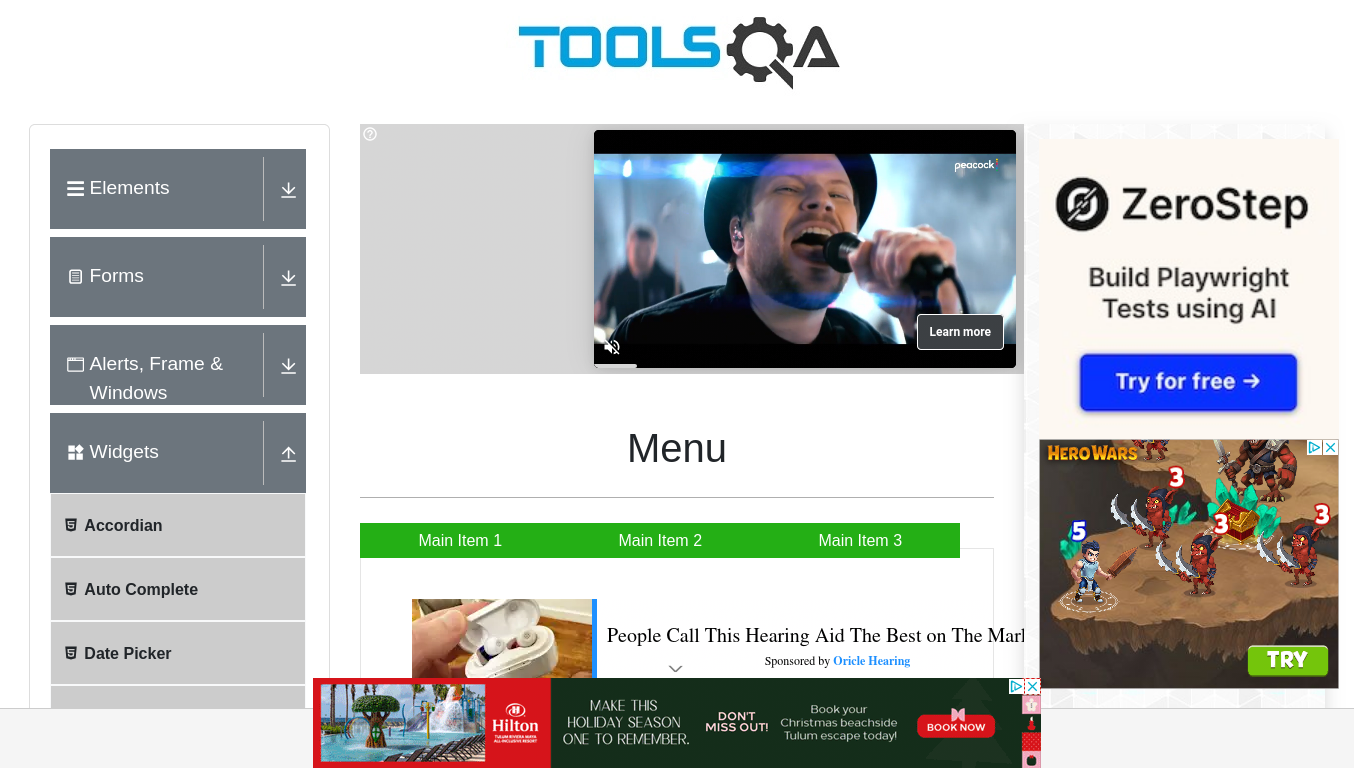 TOOLSQA
Elements
Forms
Alerts, Frame &
Windows
Widgets
Accordian
Auto Complete
Date Picker
peacock
Learn more
Menu
Main Item 1
Main Item 2
Main Item 3
People Call This Hearing Aid The Best on The Mark
Sponsored by Oricle Hearing
ZeroStep
Build Playwright
Tests using AI
Try for free →
HERO WARS
3
5
3
3
TRY
Hilton
TULUM RIVIERA MAYA
ALL-INCLUSIVE RESORT
MAKE THIS
HOLIDAY SEASON
ONE TO REMEMBER.
DON'T
MISS OUT!
Book your
Christmas beachside
Tulum escape today!
BOOK NOW